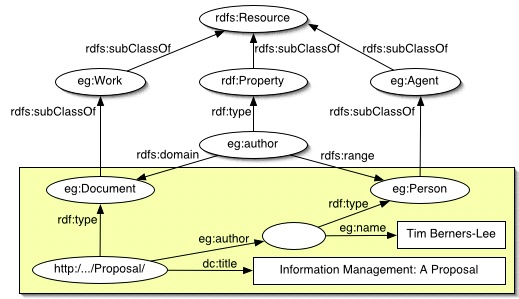 rdfs:Resource
rdfs:subClassOf
rdfs:subClassOf
rdfs:subClassOf
eg:Work
rdf:Property
eg:Agent
rdfs:subClassOf
rdf:type
rdfs:subClassOf
eg:author
rdfs:domain
rdfs:range
eg:Document
eg:Person
rdf:type
rdf:type
eg:author
eg:name
Tim Berners-Lee
http:/.../Proposal/
dc:title
Information Management: A Proposal